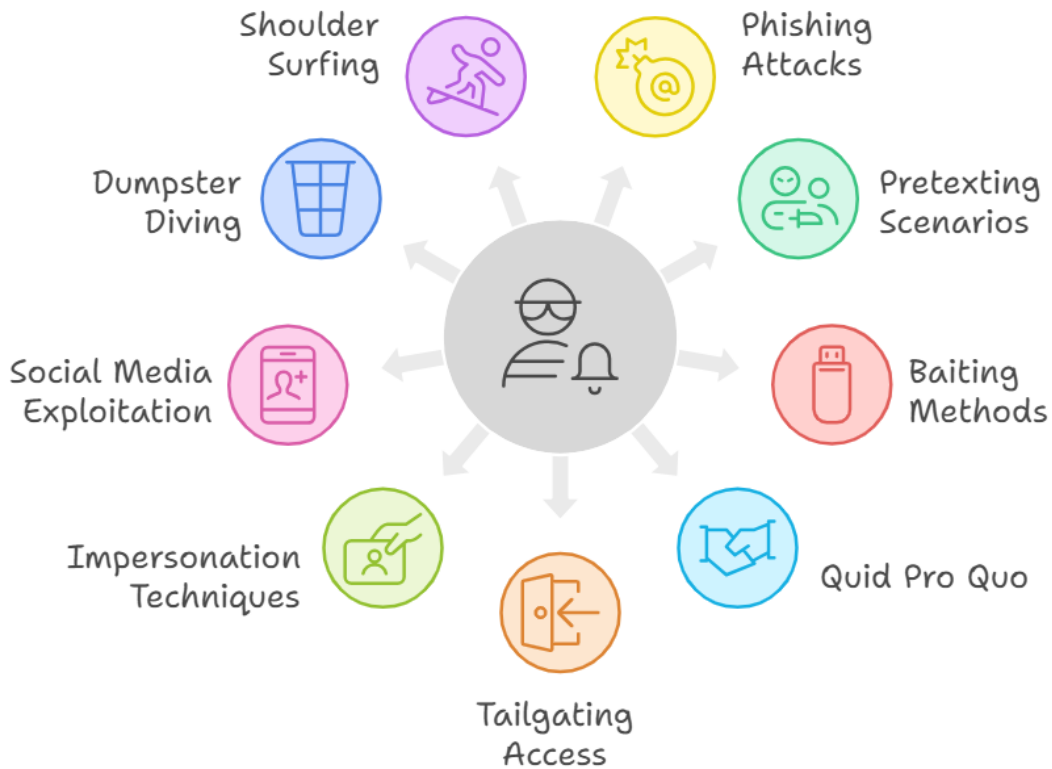 Shoulder
Surfing
Phishing
Attacks
Dumpster
Diving
Pretexting
Scenarios
Social Media
Exploitation
Baiting
Methods
Impersonation
Techniques
Quid Pro Quo
Tailgating
Access